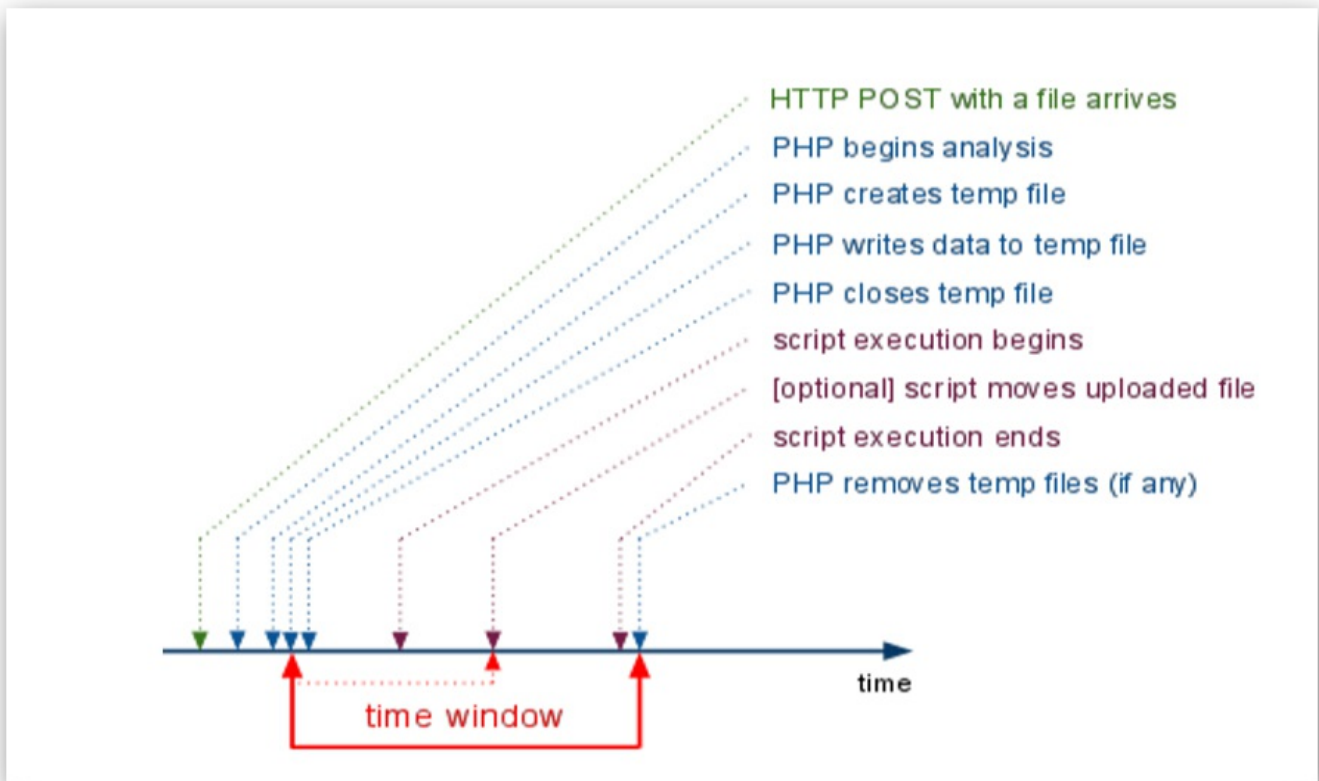 HTTP POST with a file arrives
PHP begins analysis
PHP creates temp file
PHP writes data to temp file
PHP closes temp file
script execution begins
[optional] script moves uploaded file
script execution ends
PHP removes temp files (if any)
time
time window